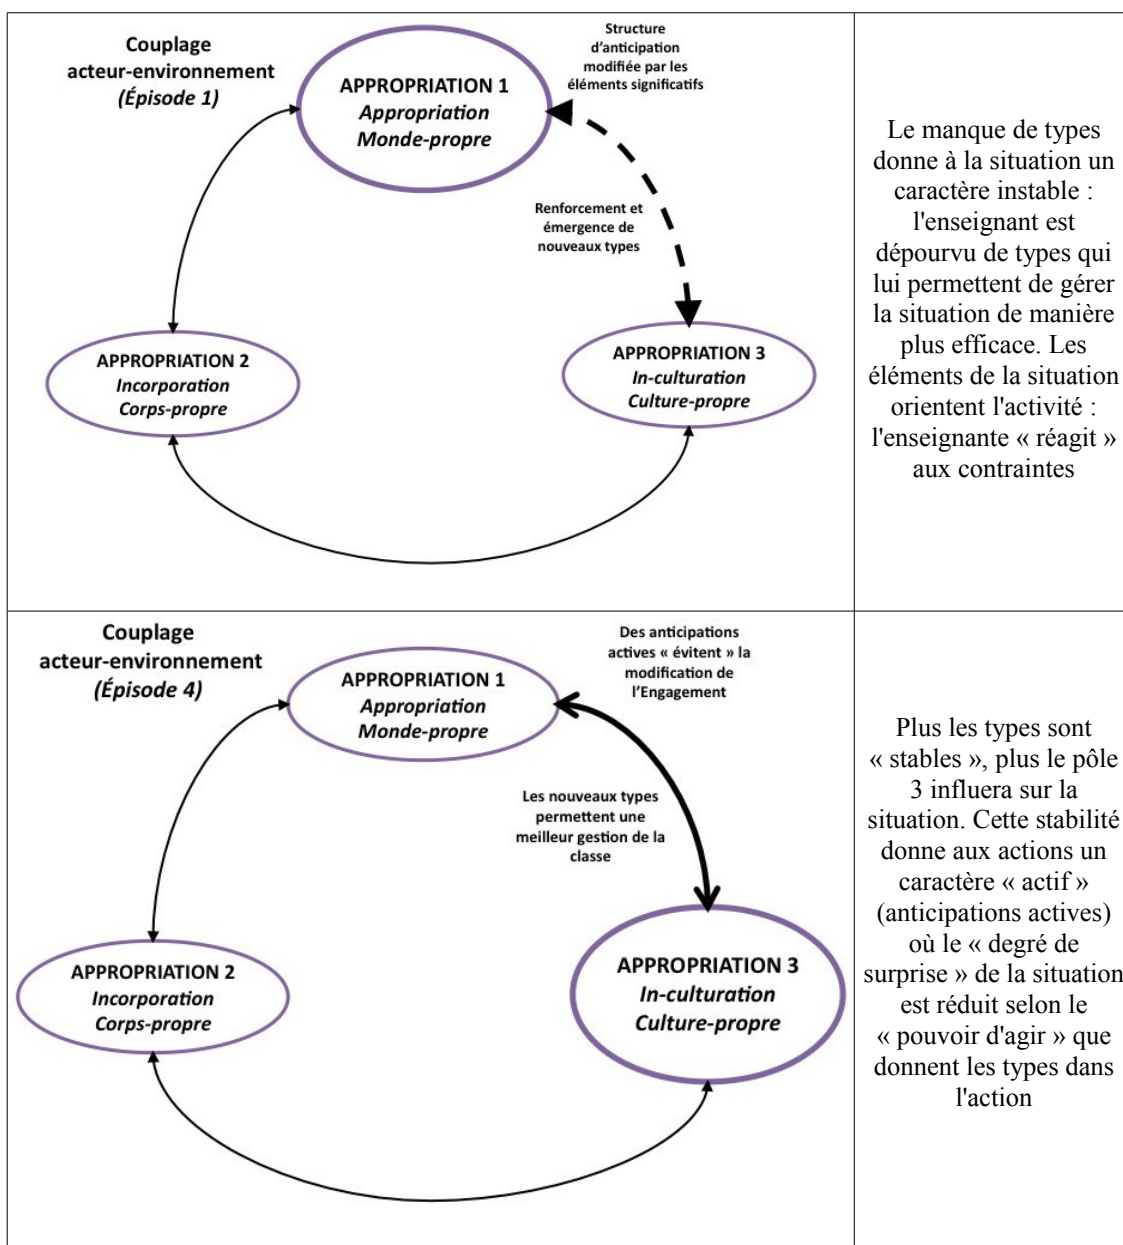 Couplage
acteur-environnement
(Épisode 1)
Structure
d'anticipation
modifiée par les
éléments significatifs
APPROPRIATION 1
Appropriation
Monde-propre
Renforcement et
émergence de
nouveaux types
APPROPRIATION 2
Incorporation
Corps-propre
APPROPRIATION 3
In-culturation
Culture-propre
Le manque de types
donne à la situation un
caractère instable :
l'enseignant est
dépourvu de types qui
lui permettent de gérer
la situation de manière
plus efficace. Les
éléments de la situation
orientent l'activité :
l'enseignante « réagit »
aux contraintes
Couplage
acteur-environnement
(Épisode 4)
Des anticipations
actives « évitent » la
modification de
l'Engagement
APPROPRIATION 1
Appropriation
Monde-propre
Les nouveaux types
permettent une
meilleur gestion de la
classe
APPROPRIATION 2
Incorporation
Corps-propre
APPROPRIATION 3
In-culturation
Culture-propre
Plus les types sont
« stables », plus le pôle
3 influera sur la
situation. Cette stabilité
donne aux actions un
caractère « actif »
(anticipations actives)
où le « degré de
surprise » de la situation
est réduit selon le
« pouvoir d'agir » que
donnent les types dans
l'action